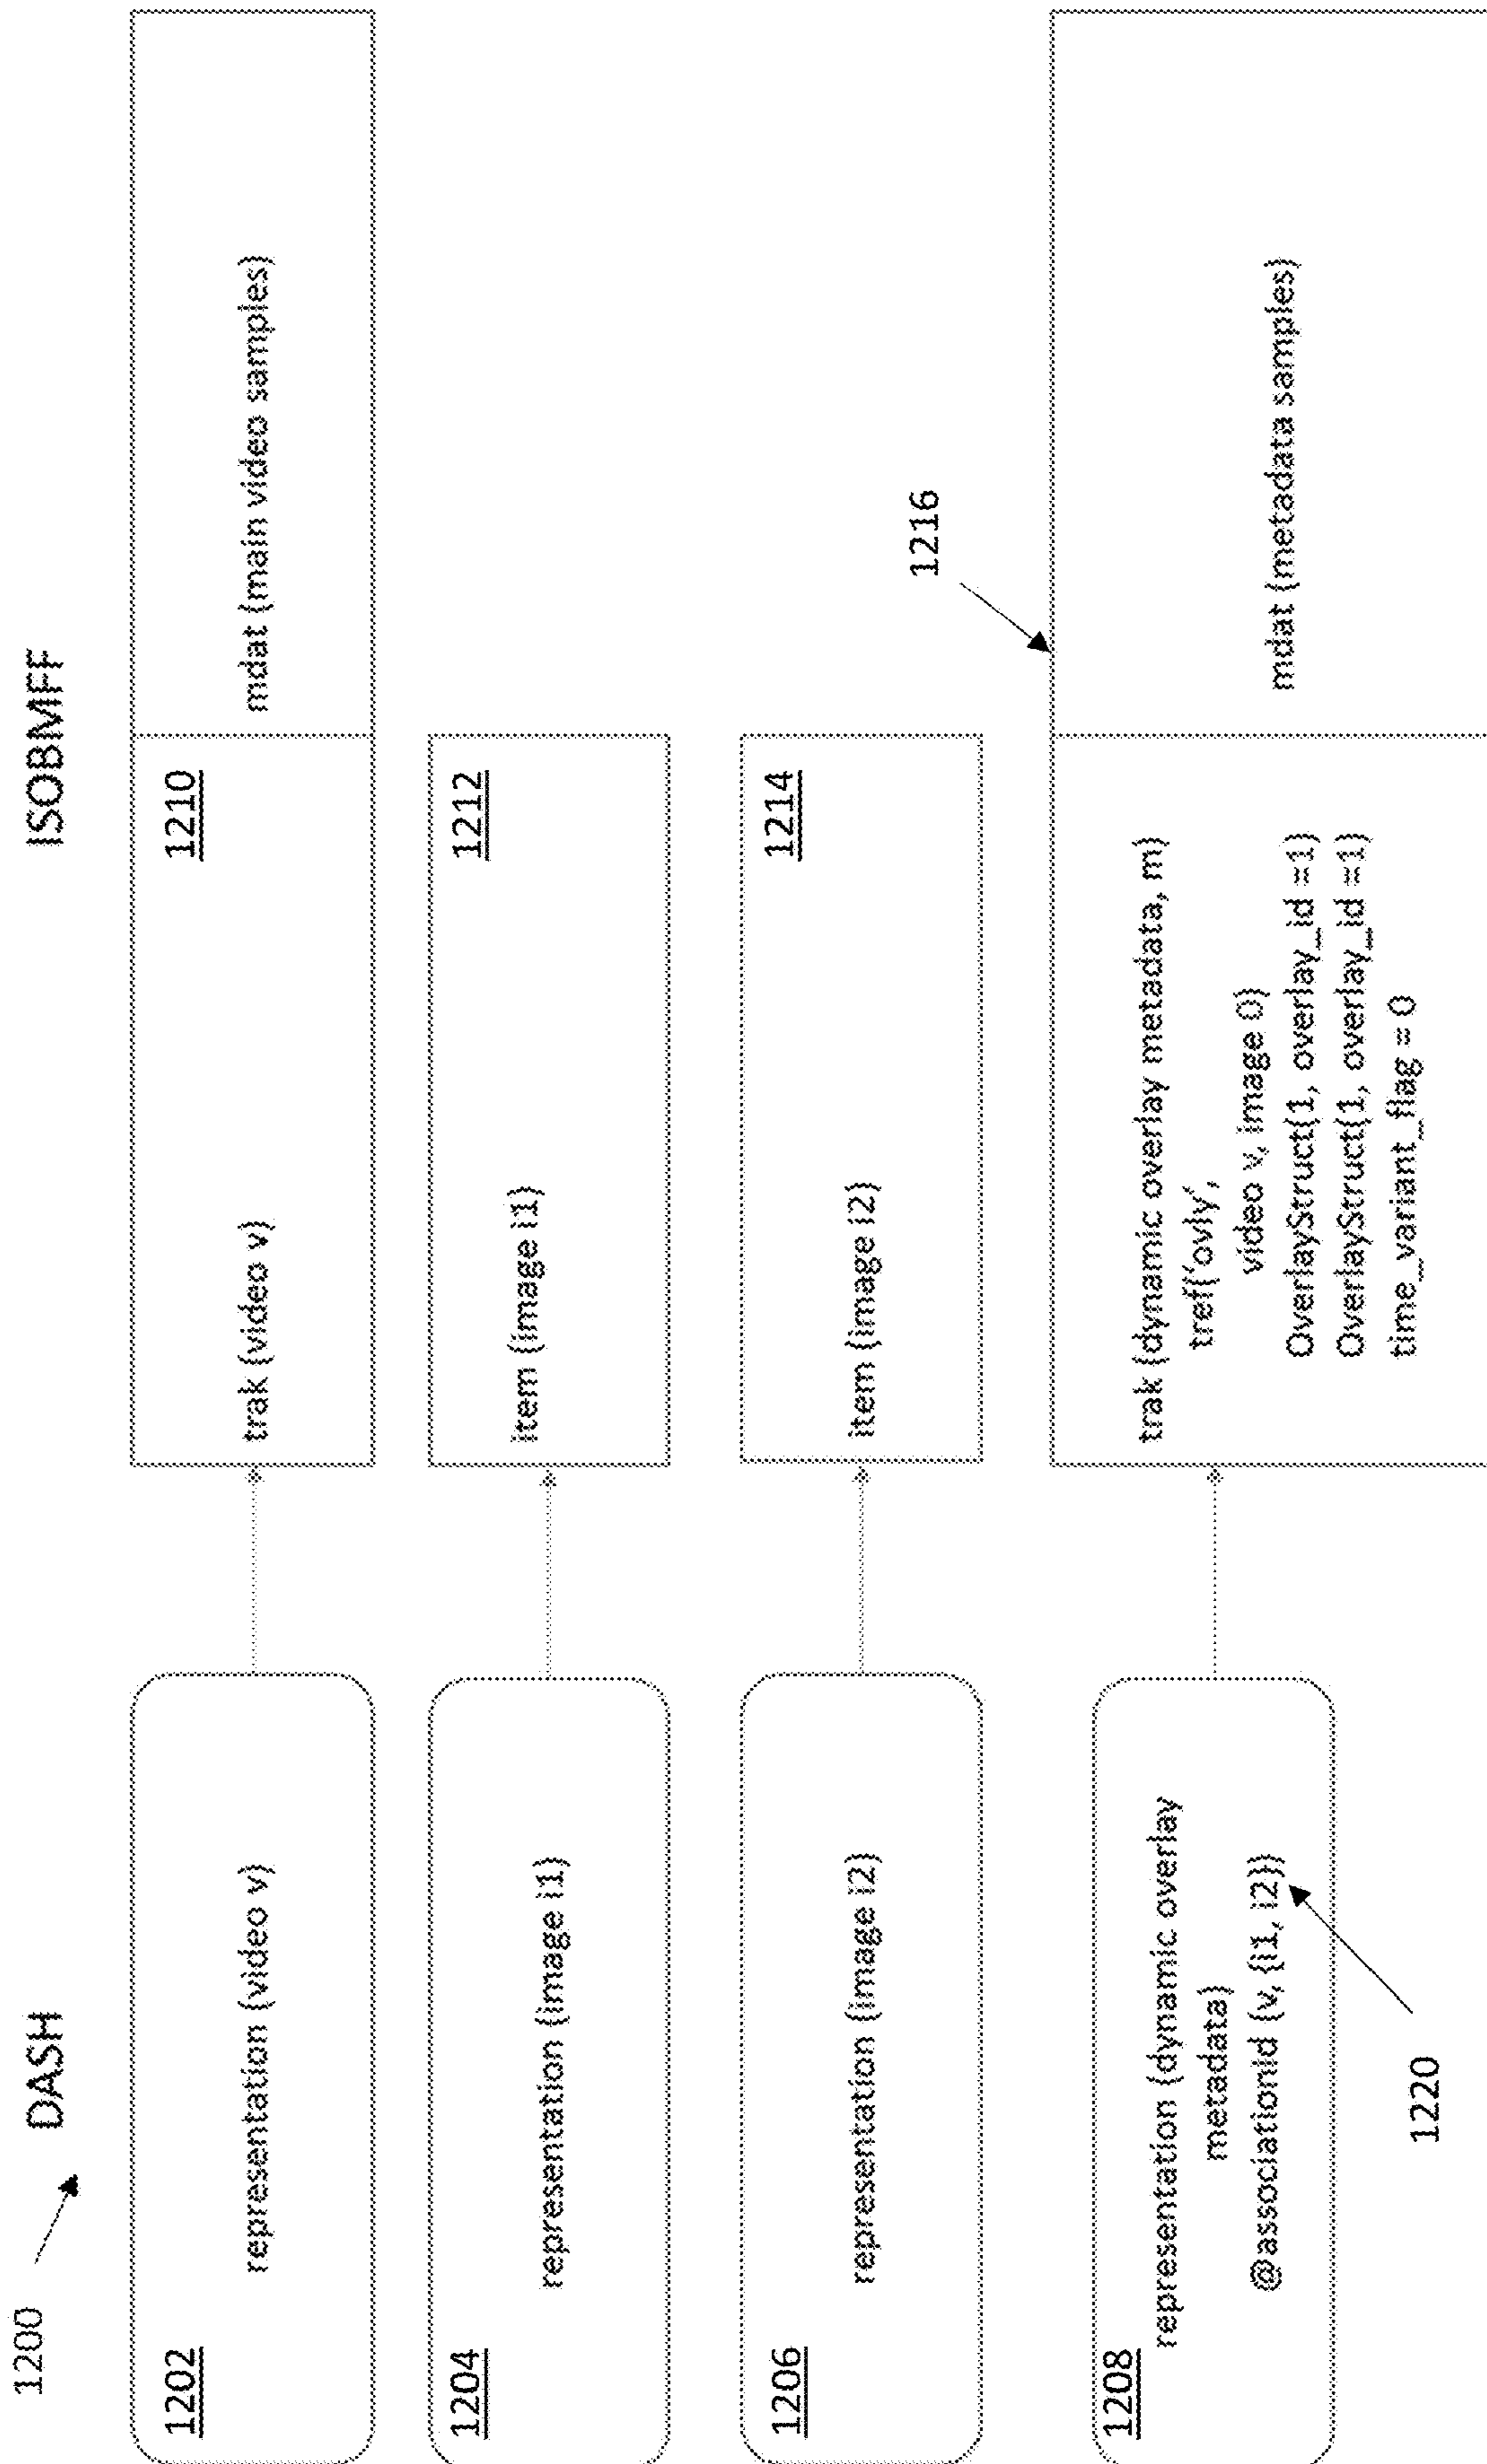 1200
DASH
ISOBMFF
1202
representation (video v)
1210
trak (video v)
mdat (main video samples)
1204
representation (image i1)
1212
item (image i1)
1206
representation (image i2)
1214
item (image i2)
1208
representation (dynamic overlay
metadata)
@associationId (v, {i1, i2})
1220
1216
trak (dynamic overlay metadata, m)
tref('ovly',
video v, image 0)
OverlayStruct(1, overlay_id =1)
OverlayStruct(1, overlay_id =1)
time_variant_flag = 0
mdat (metadata samples)